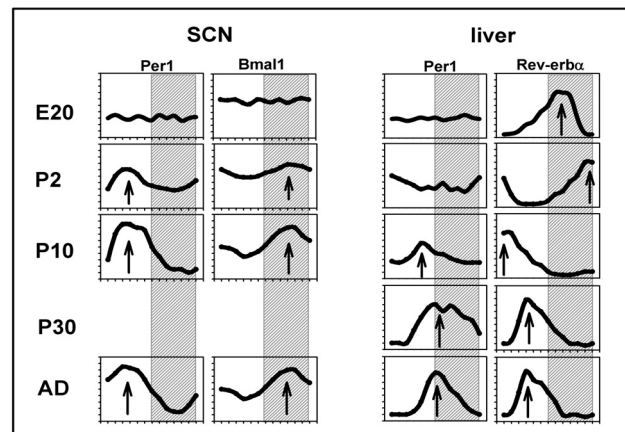 SCN liver
Per1 Bmal1 Per1 Rev-erbα
E20
P2
P10
P30
AD